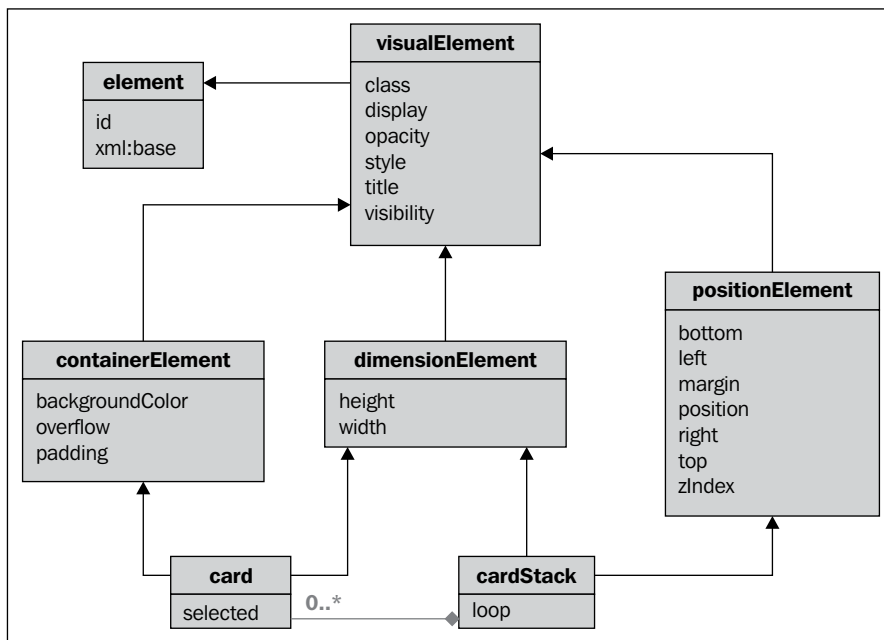 visualElement
class
display
opacity
style
title
visibility
element
id
xml:base
positionElement
bottom
left
margin
position
right
top
zIndex
containerElement
backgroundColor
overflow
padding
dimensionElement
height
width
card
selected
0..*
cardStack
loop